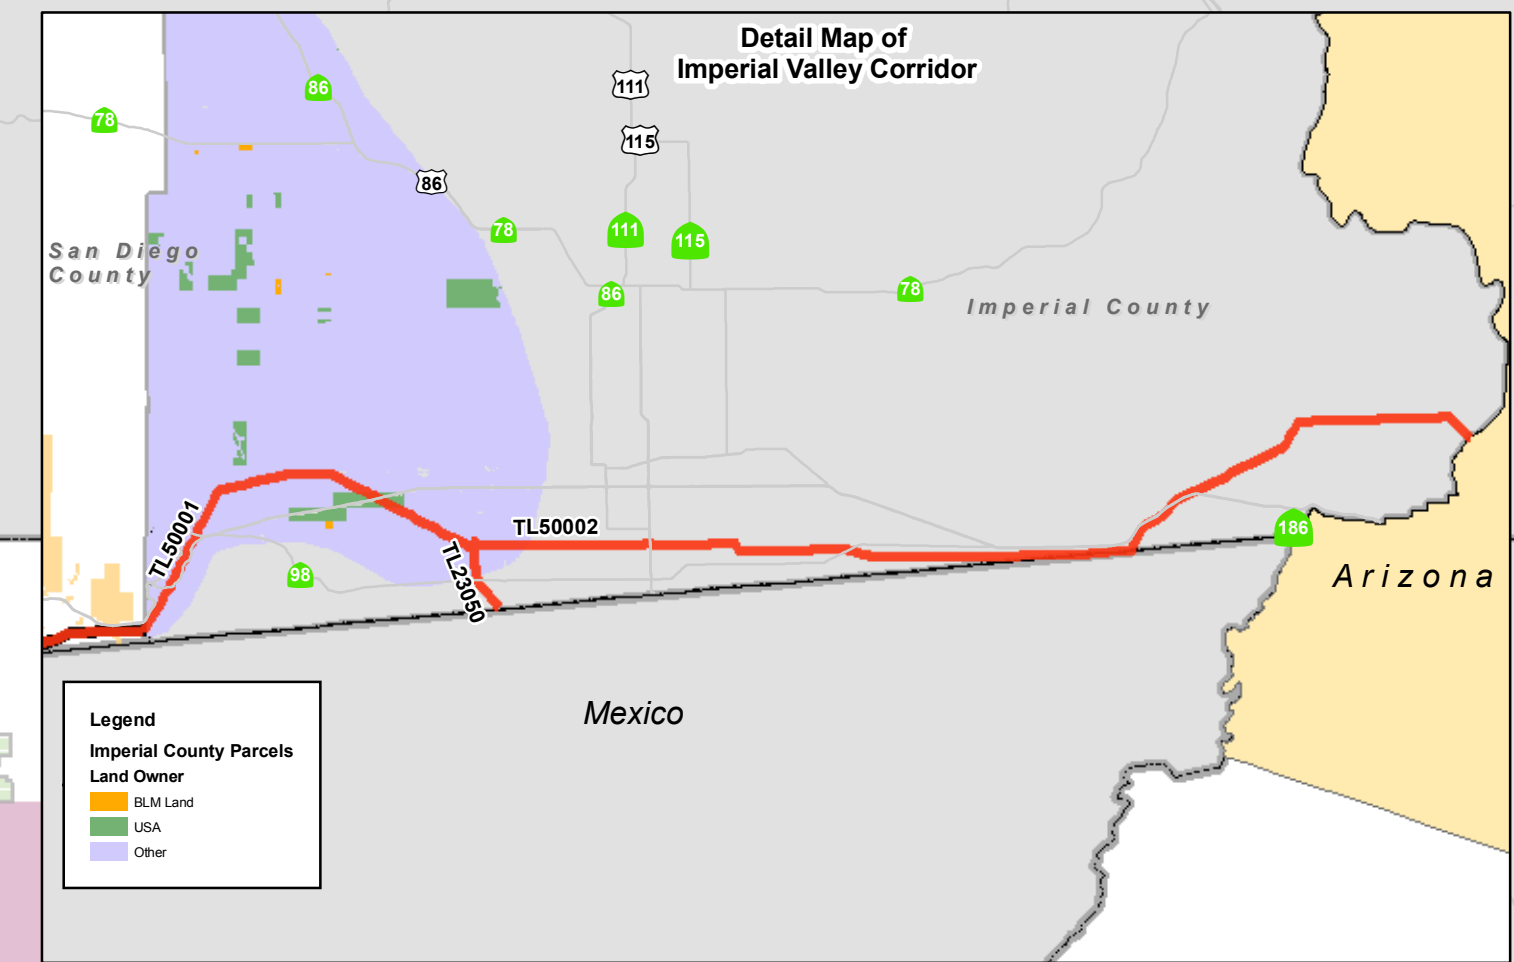 Detail Map of
Imperial Valley Corridor
111
86
78
115
86
San Diego
County
78
111
115
86
78
Imperial County
TL50001
TL50002
TL23050
98
186
Arizona
Mexico
Legend
Imperial County Parcels
Land Owner
BLM Land
USA
Other